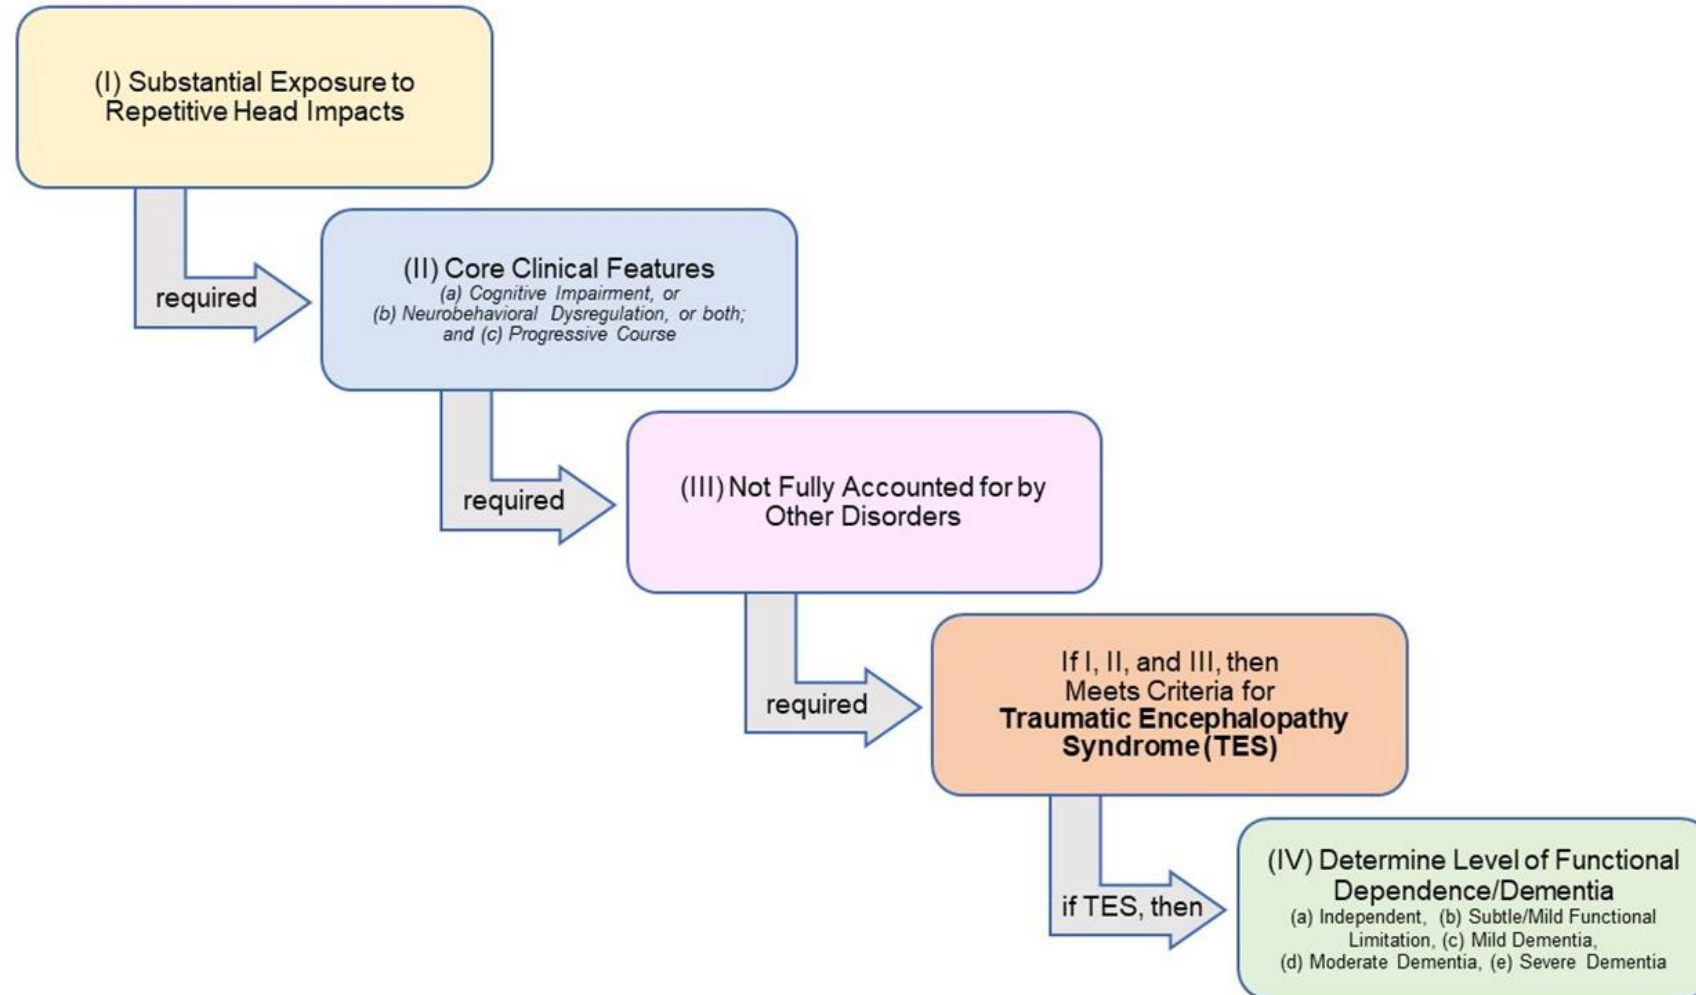 (I) Substantial Exposure to
Repetitive Head Impacts
required
(II) Core Clinical Features
(a) Cognitive Impairment, or
(b) Neurobehavioral Dysregulation, or both;
and (c) Progressive Course
required
(III) Not Fully Accounted for by
Other Disorders
required
If I, II, and III, then
Meets Criteria for
Traumatic Encephalopathy
Syndrome (TES)
if TES, then
(IV) Determine Level of Functional
Dependence/Dementia
(a) Independent, (b) Subtle/Mild Functional
Limitation, (c) Mild Dementia,
(d) Moderate Dementia, (e) Severe Dementia